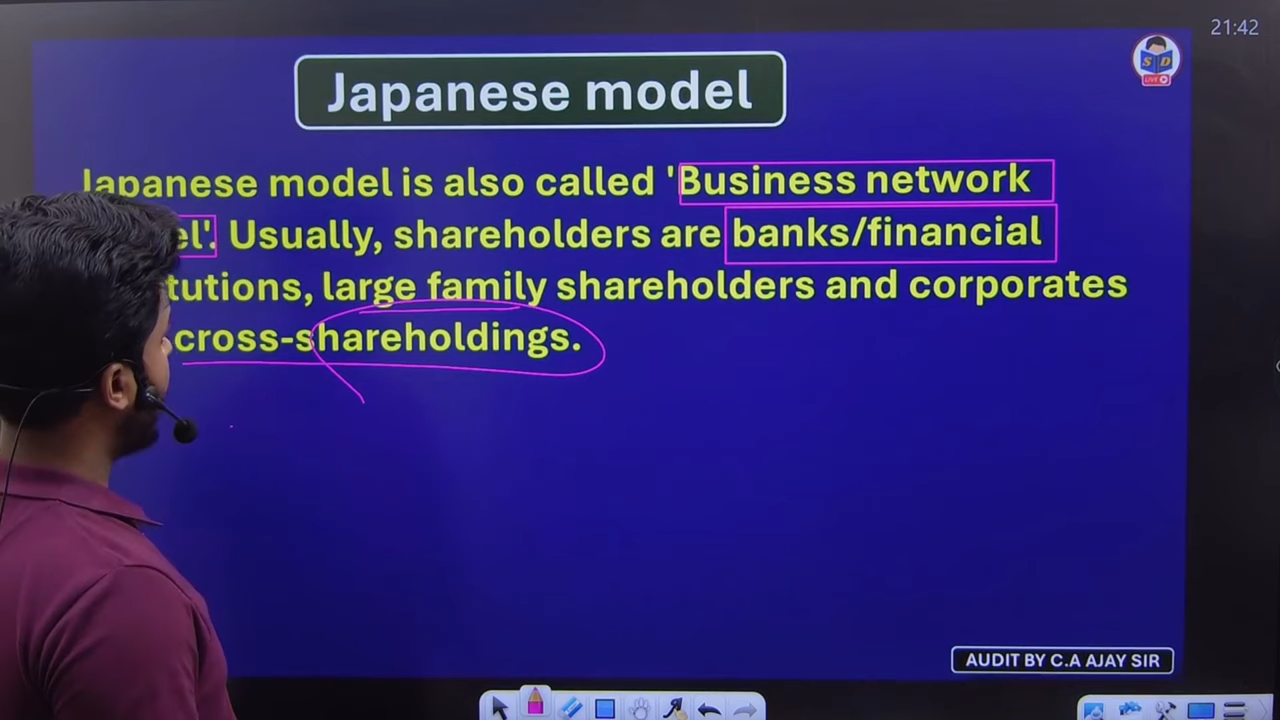 21:42
Japanese model
S D
LIVE
Japanese model is also called 'Business network
el'. Usually, shareholders are banks/financial
tutions, large family shareholders and corporates
cross-shareholdings.
AUDIT BY C.A AJAY SIR